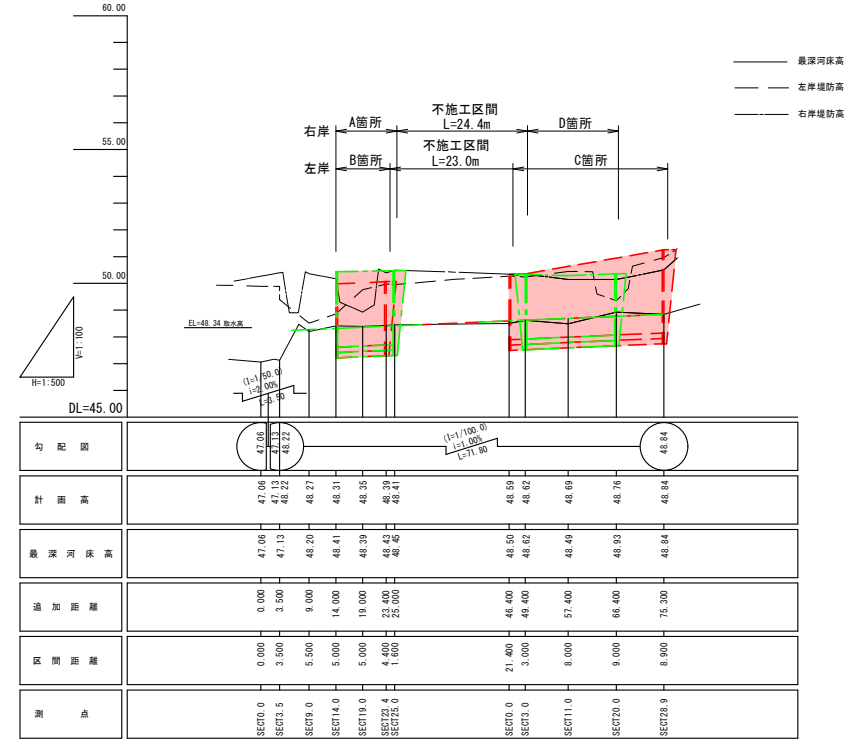 60.00
55.00
50.00
DL=45.00
V=1:100
H=1:500
最深河床高
左岸堤防高
右岸堤防高
右岸
A箇所
不施工区間
L=24.4m
D箇所
左岸
B箇所
不施工区間
L=23.0m
C箇所
EL=48.34 取水高
(I=1/50.0)
i=2.00%
L=3.50
勾配図
47.06
47.13
48.22
(I=1/100.0)
i=1.00%
L=71.80
48.84
計画高
47.06
47.13
48.22
48.27
48.31
48.35
48.39
48.41
48.59
48.62
48.69
48.76
48.84
最深河床高
47.06
47.13
48.20
48.41
48.39
48.43
48.45
48.50
48.62
48.49
48.93
48.84
追加距離
0.000
3.500
9.000
14.000
19.000
23.400
25.000
46.400
49.400
57.400
66.400
75.300
区間距離
0.000
3.500
5.500
5.000
5.000
4.400
1.600
21.400
3.000
8.000
9.000
8.900
測点
SECT0.0
SECT3.5
SECT9.0
SECT14.0
SECT19.0
SECT23.4
SECT25.0
SECT0.0
SECT3.0
SECT11.0
SECT20.0
SECT28.9